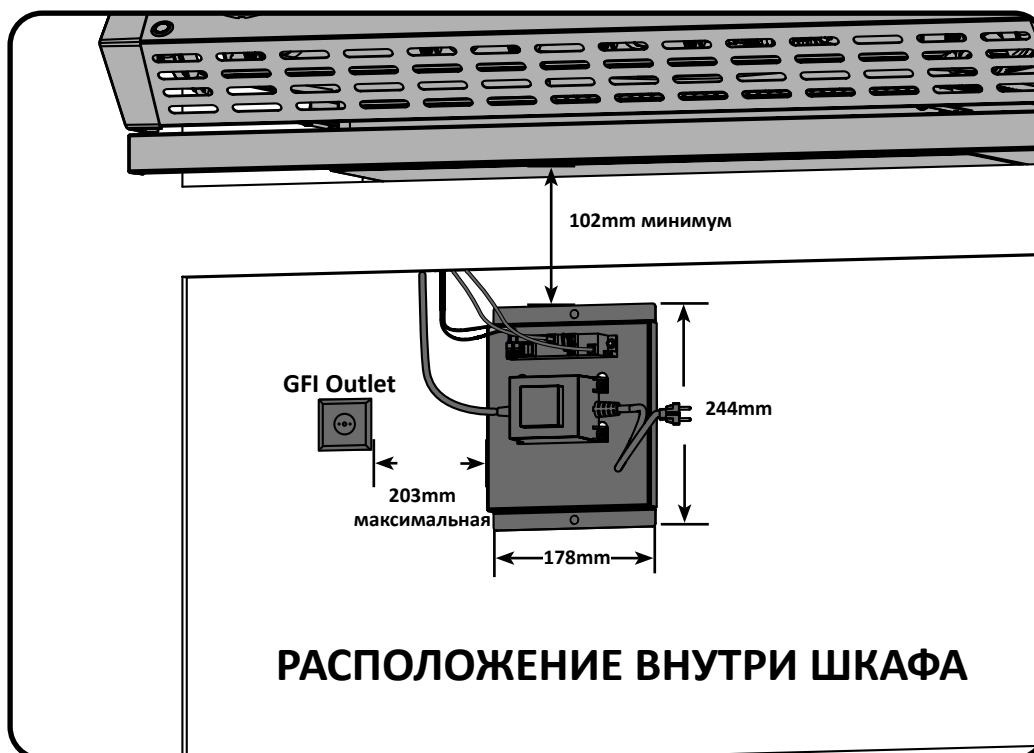 102mm минимум
GFI Outlet
244mm
203mm
максимальная
178mm
РАСПОЛОЖЕНИЕ ВНУТРИ ШКАФА